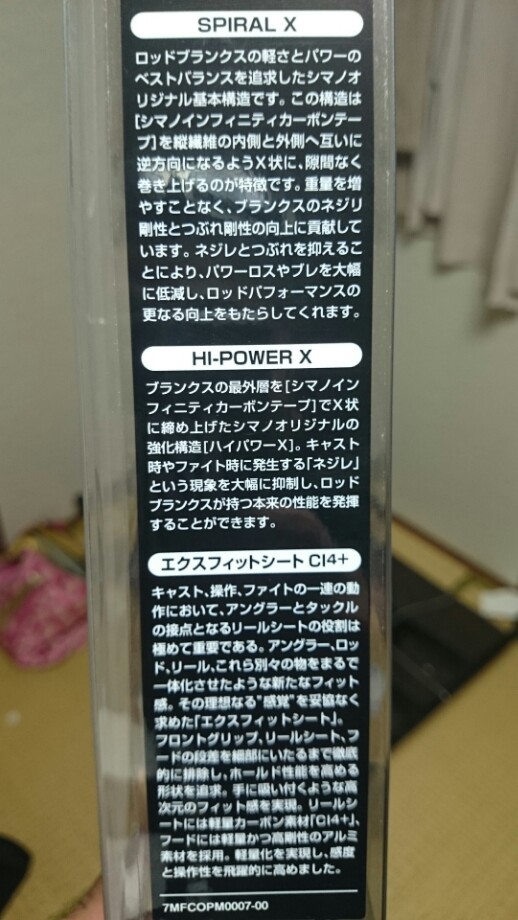 SPIRAL X
ロッドブランクスの軽さとパワーの
ベストバランスを追求したシマノオ
リジナル基本構造です。この構造は
[シマノインフィニティカーボンテー
プ]を縦繊維の内側と外側へ互いに
逆方向になるようX状に、隙間なく
巻き上げるのが特徴です。重量を増
やすことなく、ブランクスのネジリ
剛性とつぶれ剛性の向上に貢献して
います。ネジレとつぶれを抑えるこ
とにより、パワーロスやブレを大幅
に低減し、ロッドパフォーマンスの
更なる向上をもたらしてくれます。
HI-POWER X
ブランクスの最外層を[シマノイン
フィニティカーボンテープ]でX状
に締め上げたシマノオリジナルの
強化構造[ハイパワーX]。キャスト
時やファイト時に発生する「ネジレ」
という現象を大幅に抑制し、ロッド
ブランクスが持つ本来の性能を発揮
することができます。
エクスフィットシート CI4+
キャスト、操作、ファイトの一連の動
作において、アングラーとタックル
の接点となるリールシートの役割は
極めて重要である。アングラー、ロッ
ド、リール、これら別々の物をまるで
一体化させたような新たなフィット
感。その理想なる"感覚"を妥協なく
求めた「エクスフィットシート」。
フロントグリップ、リールシート、フ
ードの段差を細部にいたるまで徹底
的に排除し、ホールド性能を高める
形状を追求。手に吸い付くような高
次元のフィット感を実現。リールシ
ートには軽量カーボン素材「CI4+」、
フードには軽量かつ高剛性のアルミ
素材を採用。軽量化を実現し、感度
と操作性を飛躍的に高めました。
7MFCOPM0007-00